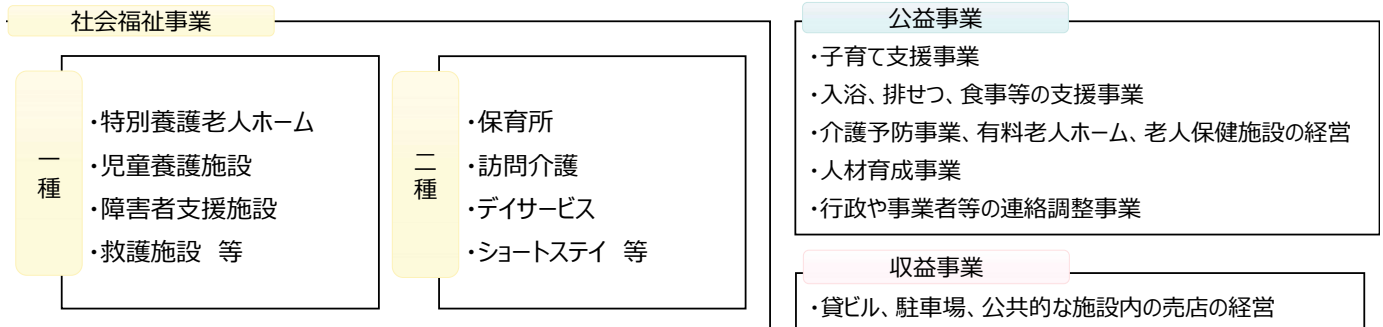 社会福祉事業
一種
・特別養護老人ホーム
・児童養護施設
・障害者支援施設
・救護施設 等
二種
・保育所
・訪問介護
・デイサービス
・ショートステイ 等
公益事業
・子育て支援事業
・入浴、排せつ、食事等の支援事業
・介護予防事業、有料老人ホーム、老人保健施設の経営
・人材育成事業
・行政や事業者等の連絡調整事業
収益事業
・貸ビル、駐車場、公共的な施設内の売店の経営